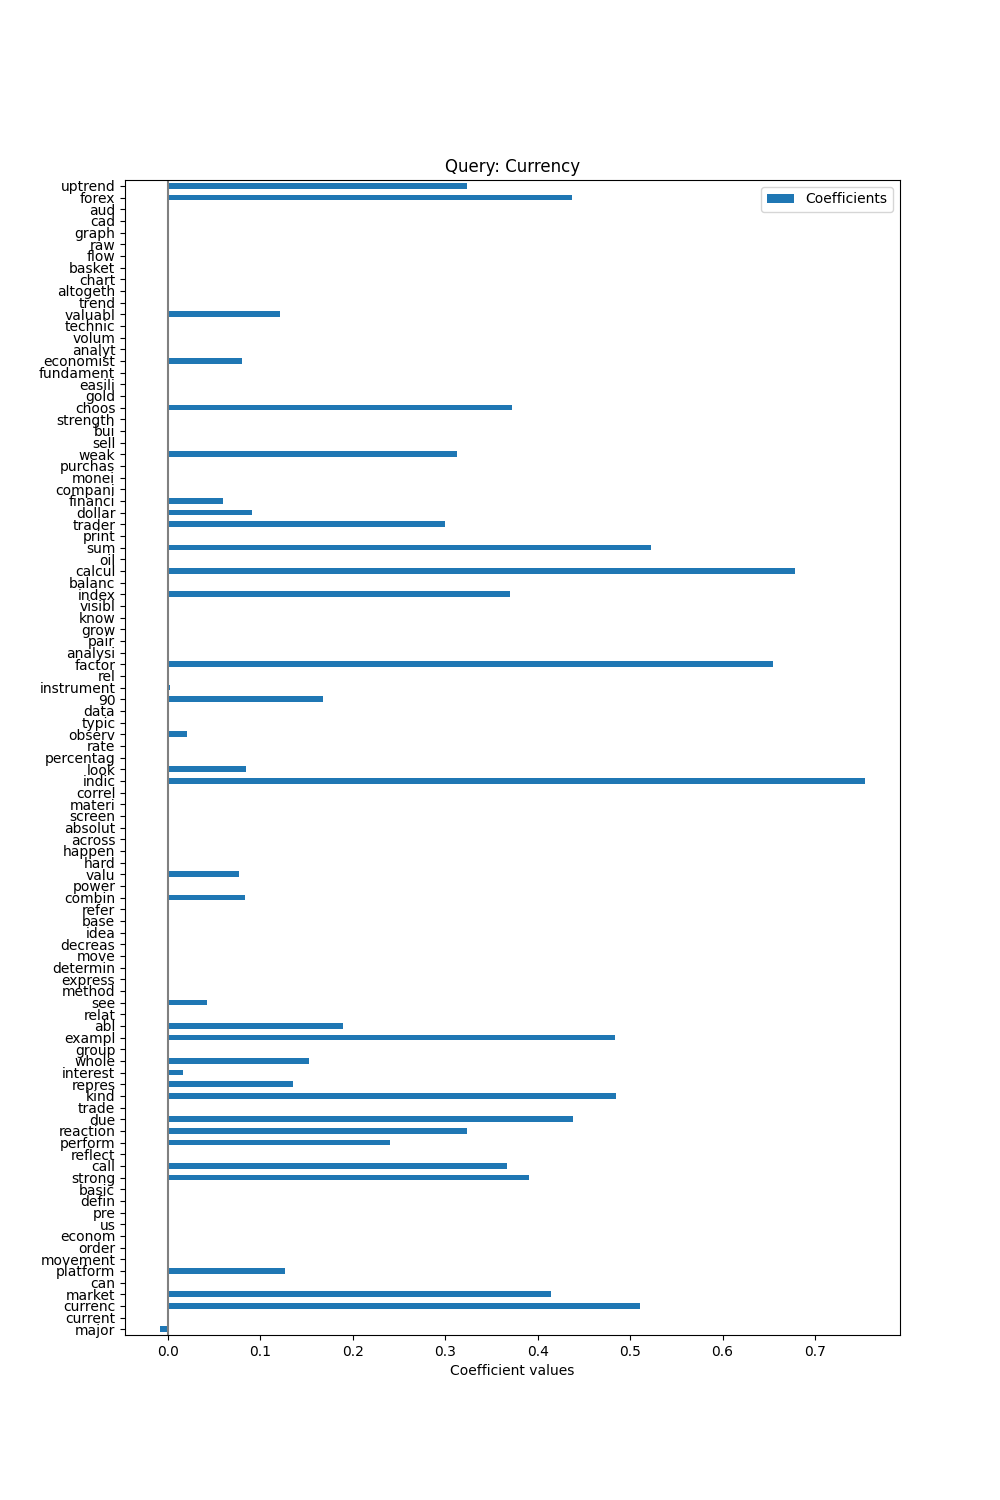 Query: Currency
Coefficients
uptrend
forex
aud
cad
graph
raw
flow
basket
chart
altogeth
trend
valuabl
technic
volum
analyt
economist
fundament
easili
gold
choos
strength
bui
sell
weak
purchas
monei
compani
financi
dollar
trader
print
sum
oil
calcul
balanc
index
visibl
know
grow
pair
analysi
factor
rel
instrument
90
data
typic
observ
rate
percentag
look
indic
correl
materi
screen
absolut
across
happen
hard
valu
power
combin
refer
base
idea
decreas
move
determin
express
method
see
relat
abl
exampl
group
whole
interest
repres
kind
trade
due
reaction
perform
reflect
call
strong
basic
defin
pre
us
econom
order
movement
platform
can
market
currenc
current
major
0.0 0.1 0.2 0.3 0.4 0.5 0.6 0.7
Coefficient values